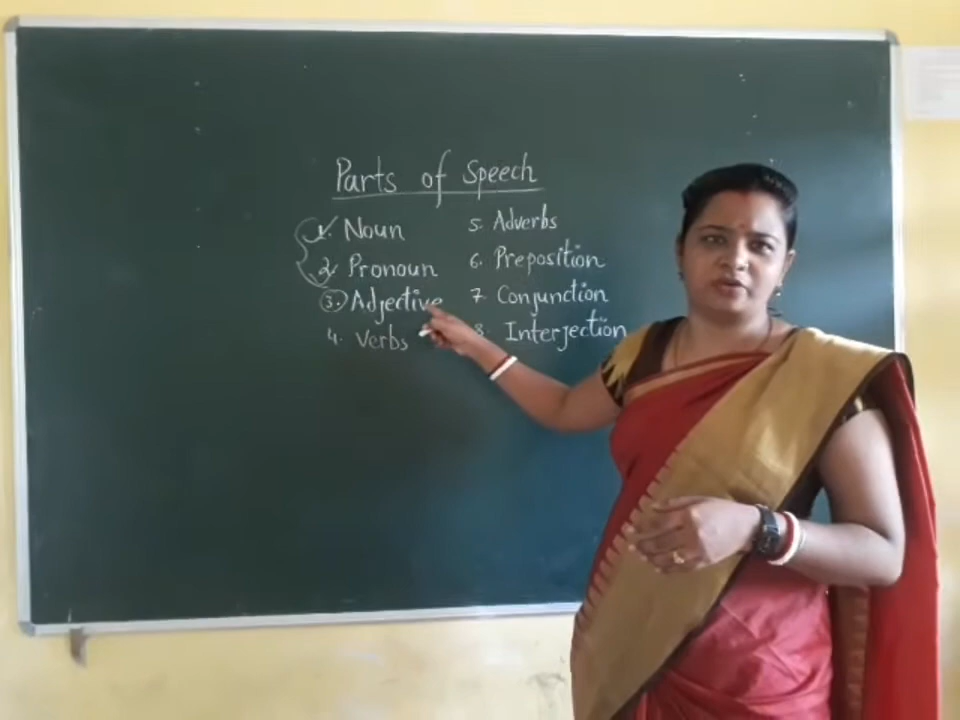 Parts of Speech
1. Noun
2. Pronoun
3. Adjective
4. Verbs
5. Adverbs
6. Preposition
7. Conjunction
8. Interjection